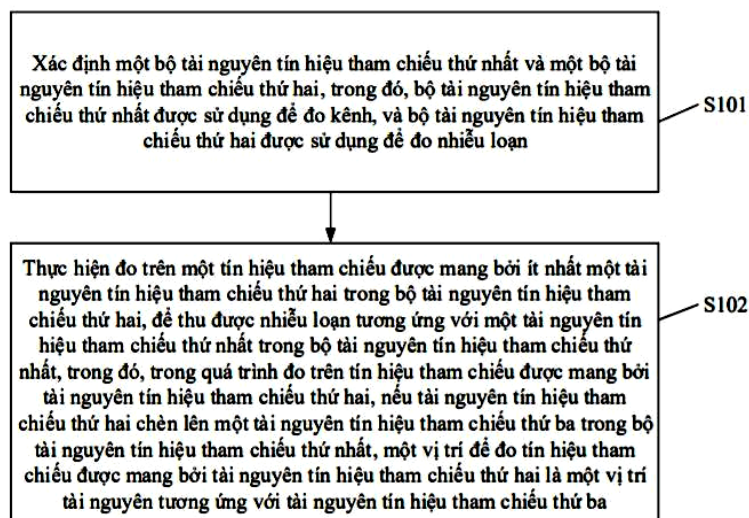 Xác định một bộ tài nguyên tín hiệu tham chiếu thứ nhất và một bộ tài
nguyên tín hiệu tham chiếu thứ hai, trong đó, bộ tài nguyên tín hiệu tham
chiếu thứ nhất được sử dụng để đo kênh, và bộ tài nguyên tín hiệu tham
chiếu thứ hai được sử dụng để đo nhiễu loạn
S101
Thực hiện đo trên một tín hiệu tham chiếu được mang bởi ít nhất một tài
nguyên tín hiệu tham chiếu thứ hai trong bộ tài nguyên tín hiệu tham
chiếu thứ hai, để thu được nhiễu loạn tương ứng với một tài nguyên tín
hiệu tham chiếu thứ nhất trong bộ tài nguyên tín hiệu tham chiếu thứ
nhất, trong đó, trong quá trình đo trên tín hiệu tham chiếu được mang bởi
tài nguyên tín hiệu tham chiếu thứ hai, nếu tài nguyên tín hiệu tham
chiếu thứ hai chèn lên một tài nguyên tín hiệu tham chiếu thứ ba trong bộ
tài nguyên tín hiệu tham chiếu thứ nhất, một vị trí để đo tín hiệu tham
chiếu được mang bởi tài nguyên tín hiệu tham chiếu thứ hai là một vị trí
tài nguyên tương ứng với tài nguyên tín hiệu tham chiếu thứ ba
S102